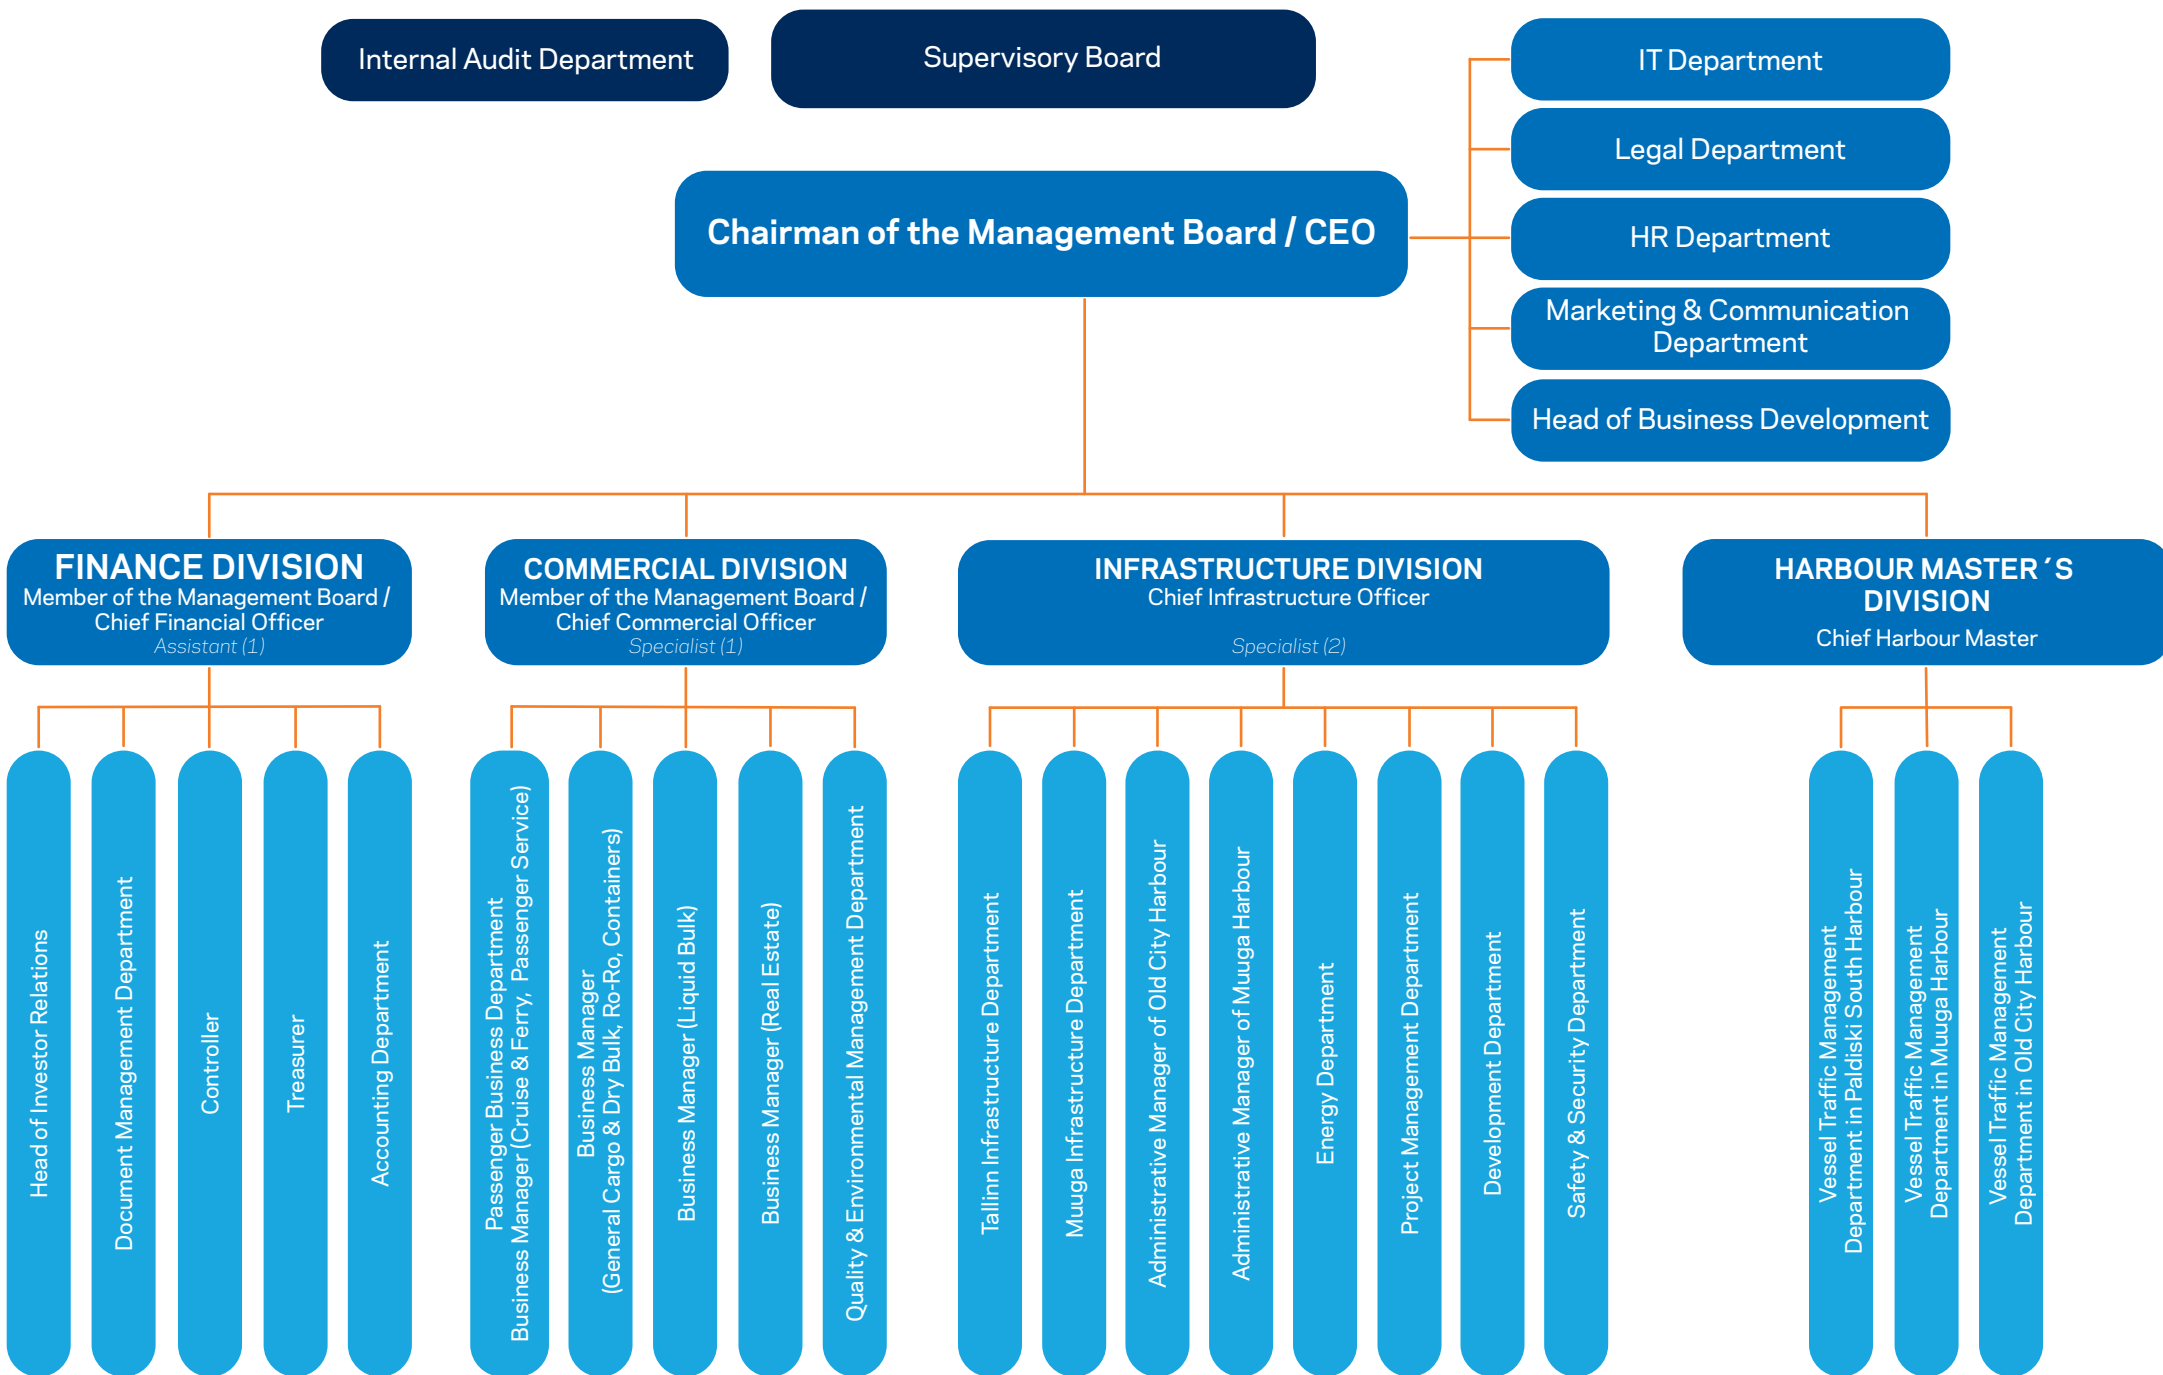 Internal Audit Department
Supervisory Board
IT Department
Legal Department
Chairman of the Management Board / CEO
HR Department
Marketing & Communication
Department
Head of Business Development
FINANCE DIVISION
Member of the Management Board /
Chief Financial Officer
Assistant (1)
COMMERCIAL DIVISION
Member of the Management Board /
Chief Commercial Officer
Specialist (1)
INFRASTRUCTURE DIVISION
Chief Infrastructure Officer
Specialist (2)
HARBOUR MASTER´S
DIVISION
Chief Harbour Master
Head of Investor Relations
Document Management Department
Controller
Treasurer
Accounting Department
Passenger Business Department
Business Manager (Cruise & Ferry, Passenger Service)
Business Manager
(General Cargo & Dry Bulk, Ro-Ro, Containers)
Business Manager (Liquid Bulk)
Business Manager (Real Estate)
Quality & Environmental Management Department
Tallinn Infrastructure Department
Muuga Infrastructure Department
Administrative Manager of Old City Harbour
Administrative Manager of Muuga Harbour
Energy Department
Project Management Department
Development Department
Safety & Security Department
Vessel Traffic Management
Department in Paldiski South Harbour
Vessel Traffic Management
Department in Muuga Harbour
Vessel Traffic Management
Department in Old City Harbour